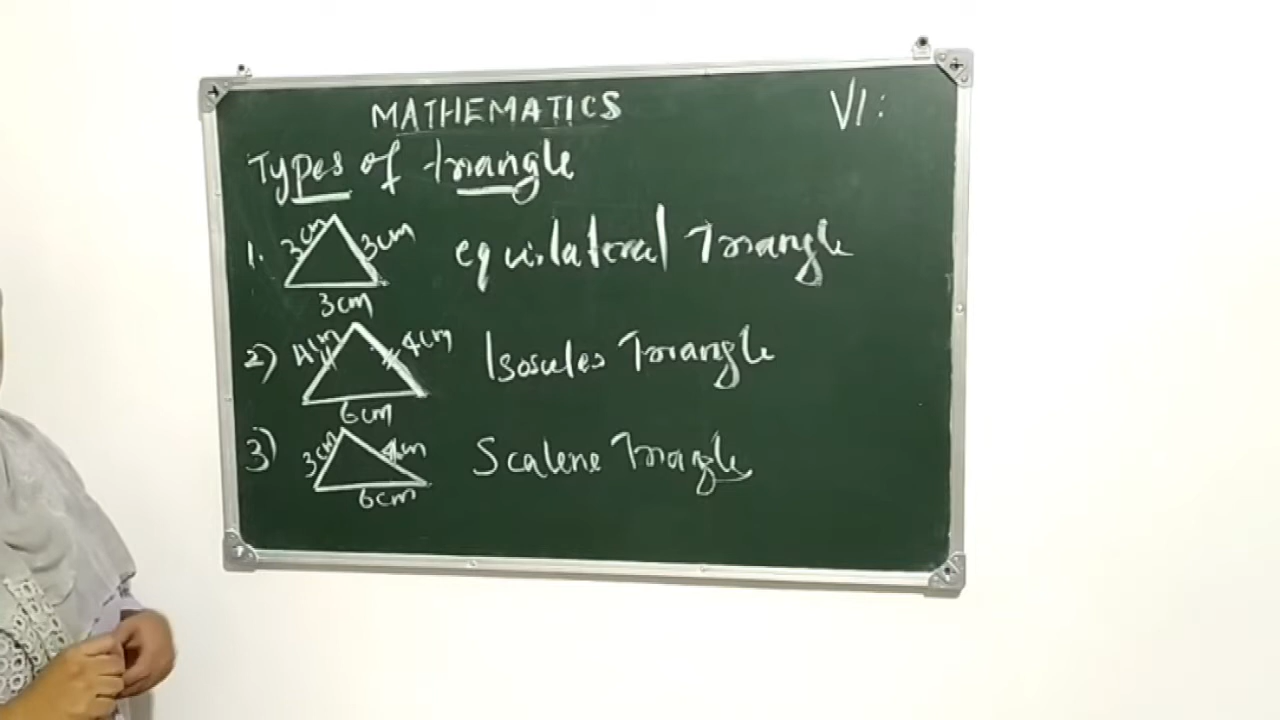 MATHEMATICS VI:
Types of triangle
1. 3cm 3cm equilateral Triangle
3cm
2) 4cm 4cm Isosceles Triangle
6cm
3) 3cm 4cm Scalene Triangle
6cm